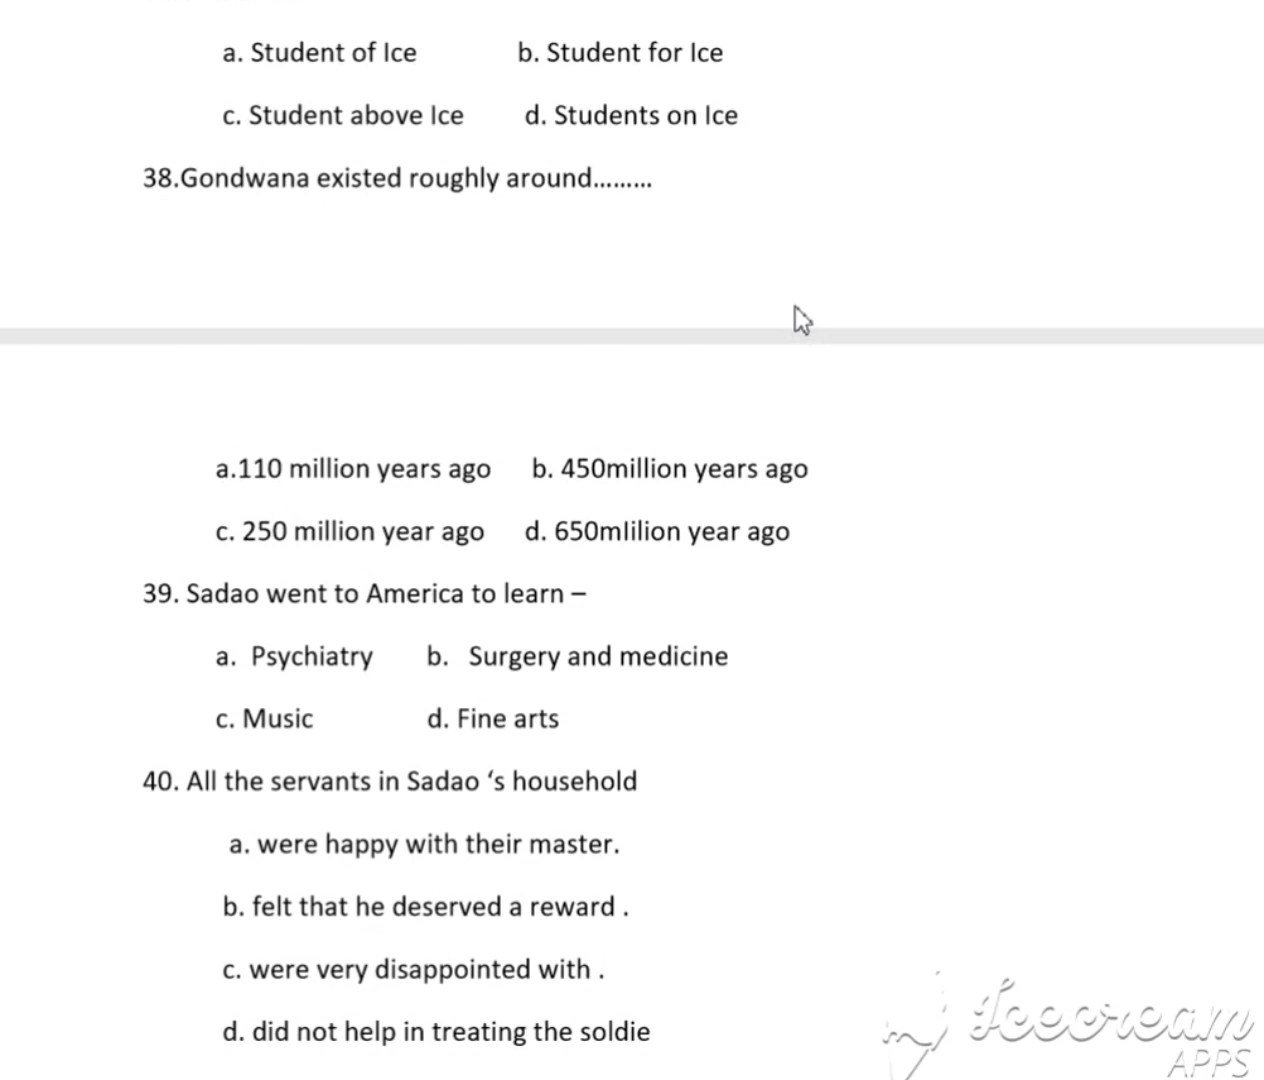 a. Student of Ice b. Student for Ice
c. Student above Ice d. Students on Ice
38.Gondwana existed roughly around.........
a.110 million years ago b. 450million years ago
c. 250 million year ago d. 650mlilion year ago
39. Sadao went to America to learn –
a. Psychiatry b. Surgery and medicine
c. Music d. Fine arts
40. All the servants in Sadao ‘s household
a. were happy with their master.
b. felt that he deserved a reward .
c. were very disappointed with .
d. did not help in treating the soldie
Icecream
APPS